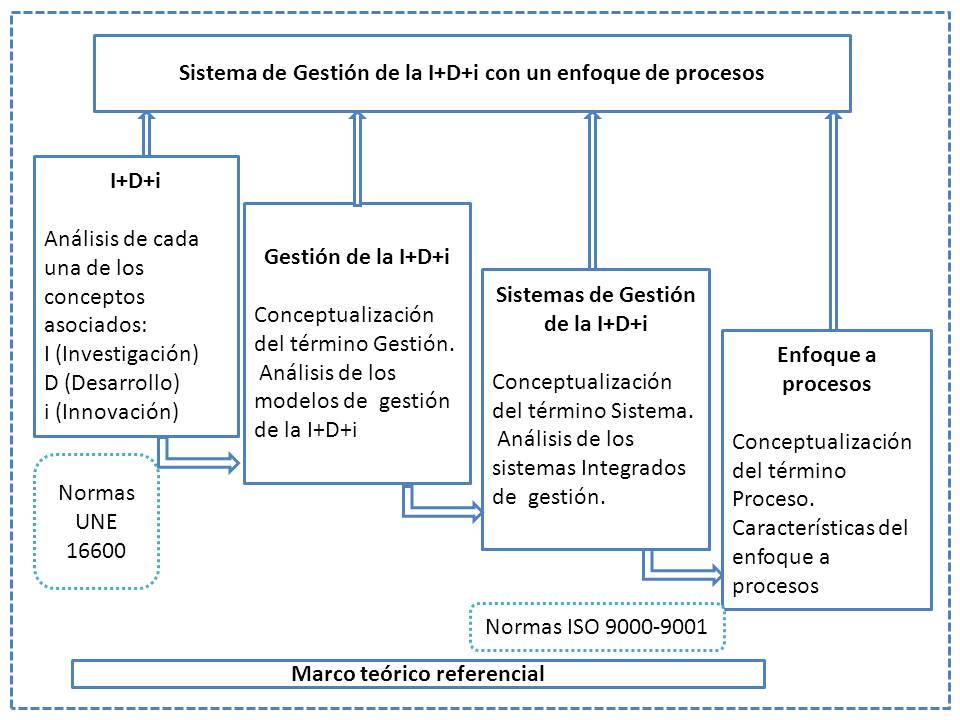 Sistema de Gestión de la I+D+i con un enfoque de procesos
I+D+i
Análisis de cada
una de los
conceptos
asociados:
I (Investigación)
D (Desarrollo)
i (Innovación)
Gestión de la I+D+i
Conceptualización
del término Gestión.
Análisis de los
modelos de gestión
de la I+D+i
Sistemas de Gestión
de la I+D+i
Conceptualización
del término Sistema.
Análisis de los
sistemas Integrados
de gestión.
Enfoque a
procesos
Conceptualización
del término
Proceso.
Características del
enfoque a
procesos
Normas
UNE
16600
Normas ISO 9000-9001
Marco teórico referencial